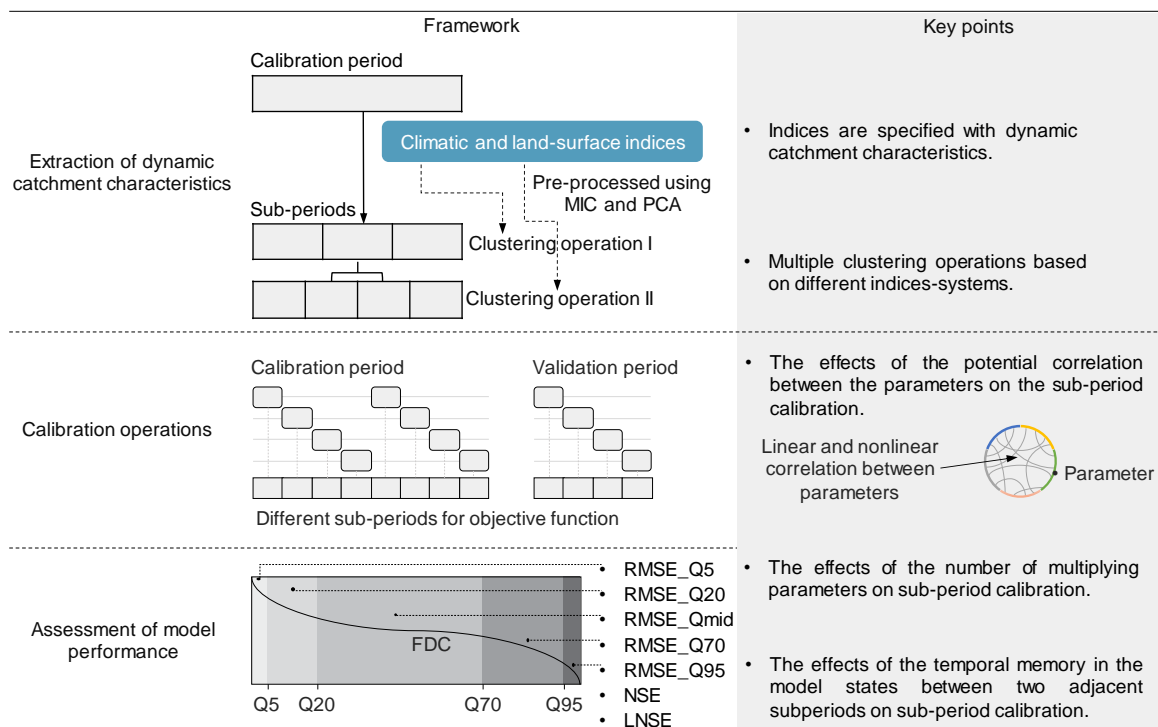 Framework
Key points
Extraction of dynamic
catchment characteristics
Calibration period
Climatic and land-surface indices
Pre-processed using
MIC and PCA
Sub-periods
Clustering operation I
Clustering operation II
• Indices are specified with dynamic
catchment characteristics.
• Multiple clustering operations based
on different indices-systems.
Calibration operations
Calibration period
Validation period
Different sub-periods for objective function
• The effects of the potential correlation
between the parameters on the sub-period
calibration.
Linear and nonlinear
correlation between
parameters
Parameter
Assessment of model
performance
FDC
Q5
Q20
Q70
Q95
• RMSE_Q5
• RMSE_Q20
• RMSE_Qmid
• RMSE_Q70
• RMSE_Q95
• NSE
• LNSE
• The effects of the number of multiplying
parameters on sub-period calibration.
• The effects of the temporal memory in the
model states between two adjacent
subperiods on sub-period calibration.